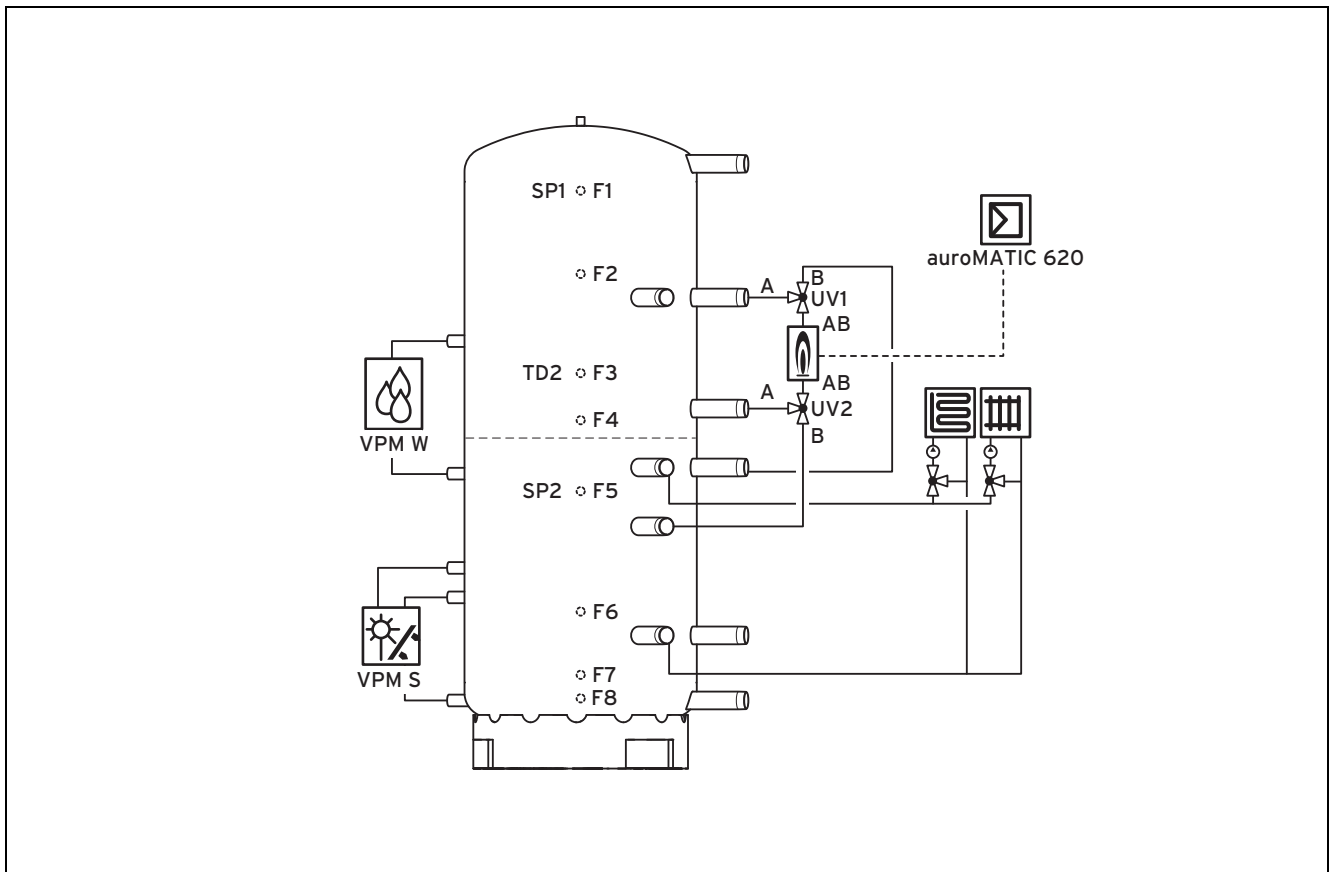 SP1 F1
auroMATIC 620
F2
A
B
UV1
AB
TD2 F3
AB
A
UV2
F4
B
VPM W
SP2 F5
F6
VPM S
F7
F8